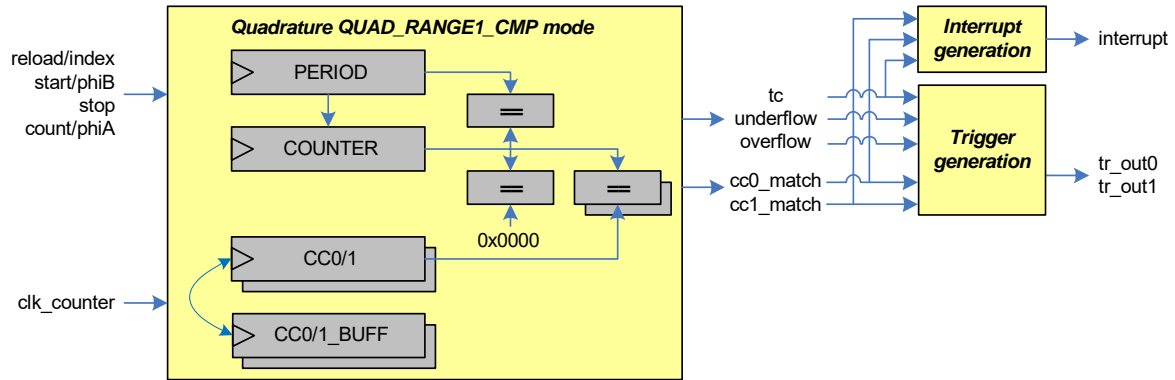 Quadrature QUAD_RANGE1_CMP mode
reload/index
start/phiB
stop
count/phiA
clk_counter
PERIOD
==
COUNTER
==
==
0x0000
CC0/1
CC0/1_BUFF
tc
underflow
overflow
cc0_match
cc1_match
Interrupt
generation
interrupt
Trigger
generation
tr_out0
tr_out1